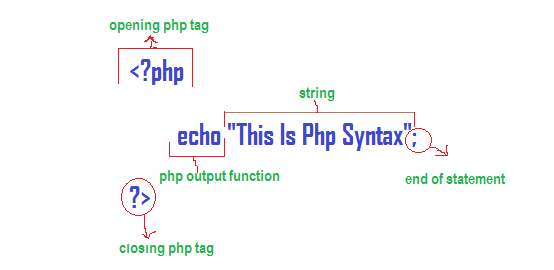 opening php tag
<?php
string
echo "This Is Php Syntax";
php output function
end of statement
?>
closing php tag